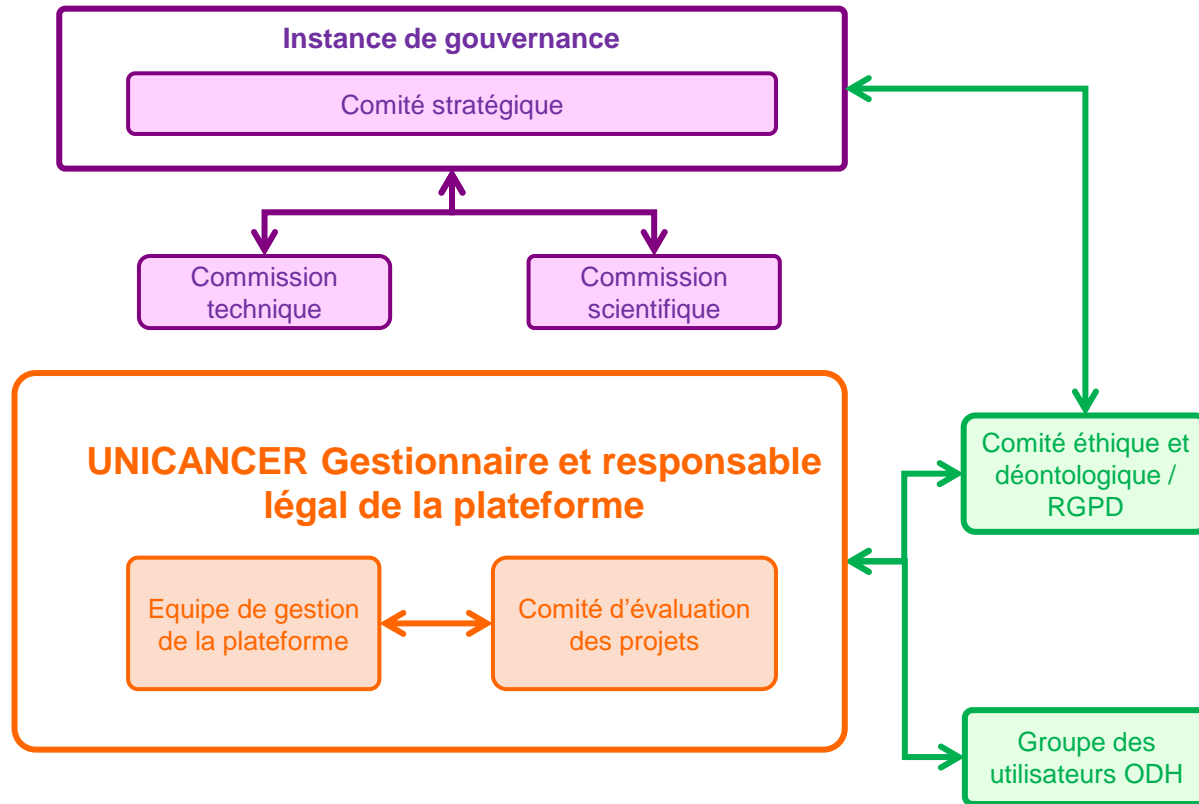 Instance de gouvernance
Comité stratégique
Commission
technique
Commission
scientifique
UNICANCER Gestionnaire et responsable
légal de la plateforme
Equipe de gestion
de la plateforme
Comité d’évaluation
des projets
Comité éthique et
déontologique /
RGPD
Groupe des
utilisateurs ODH